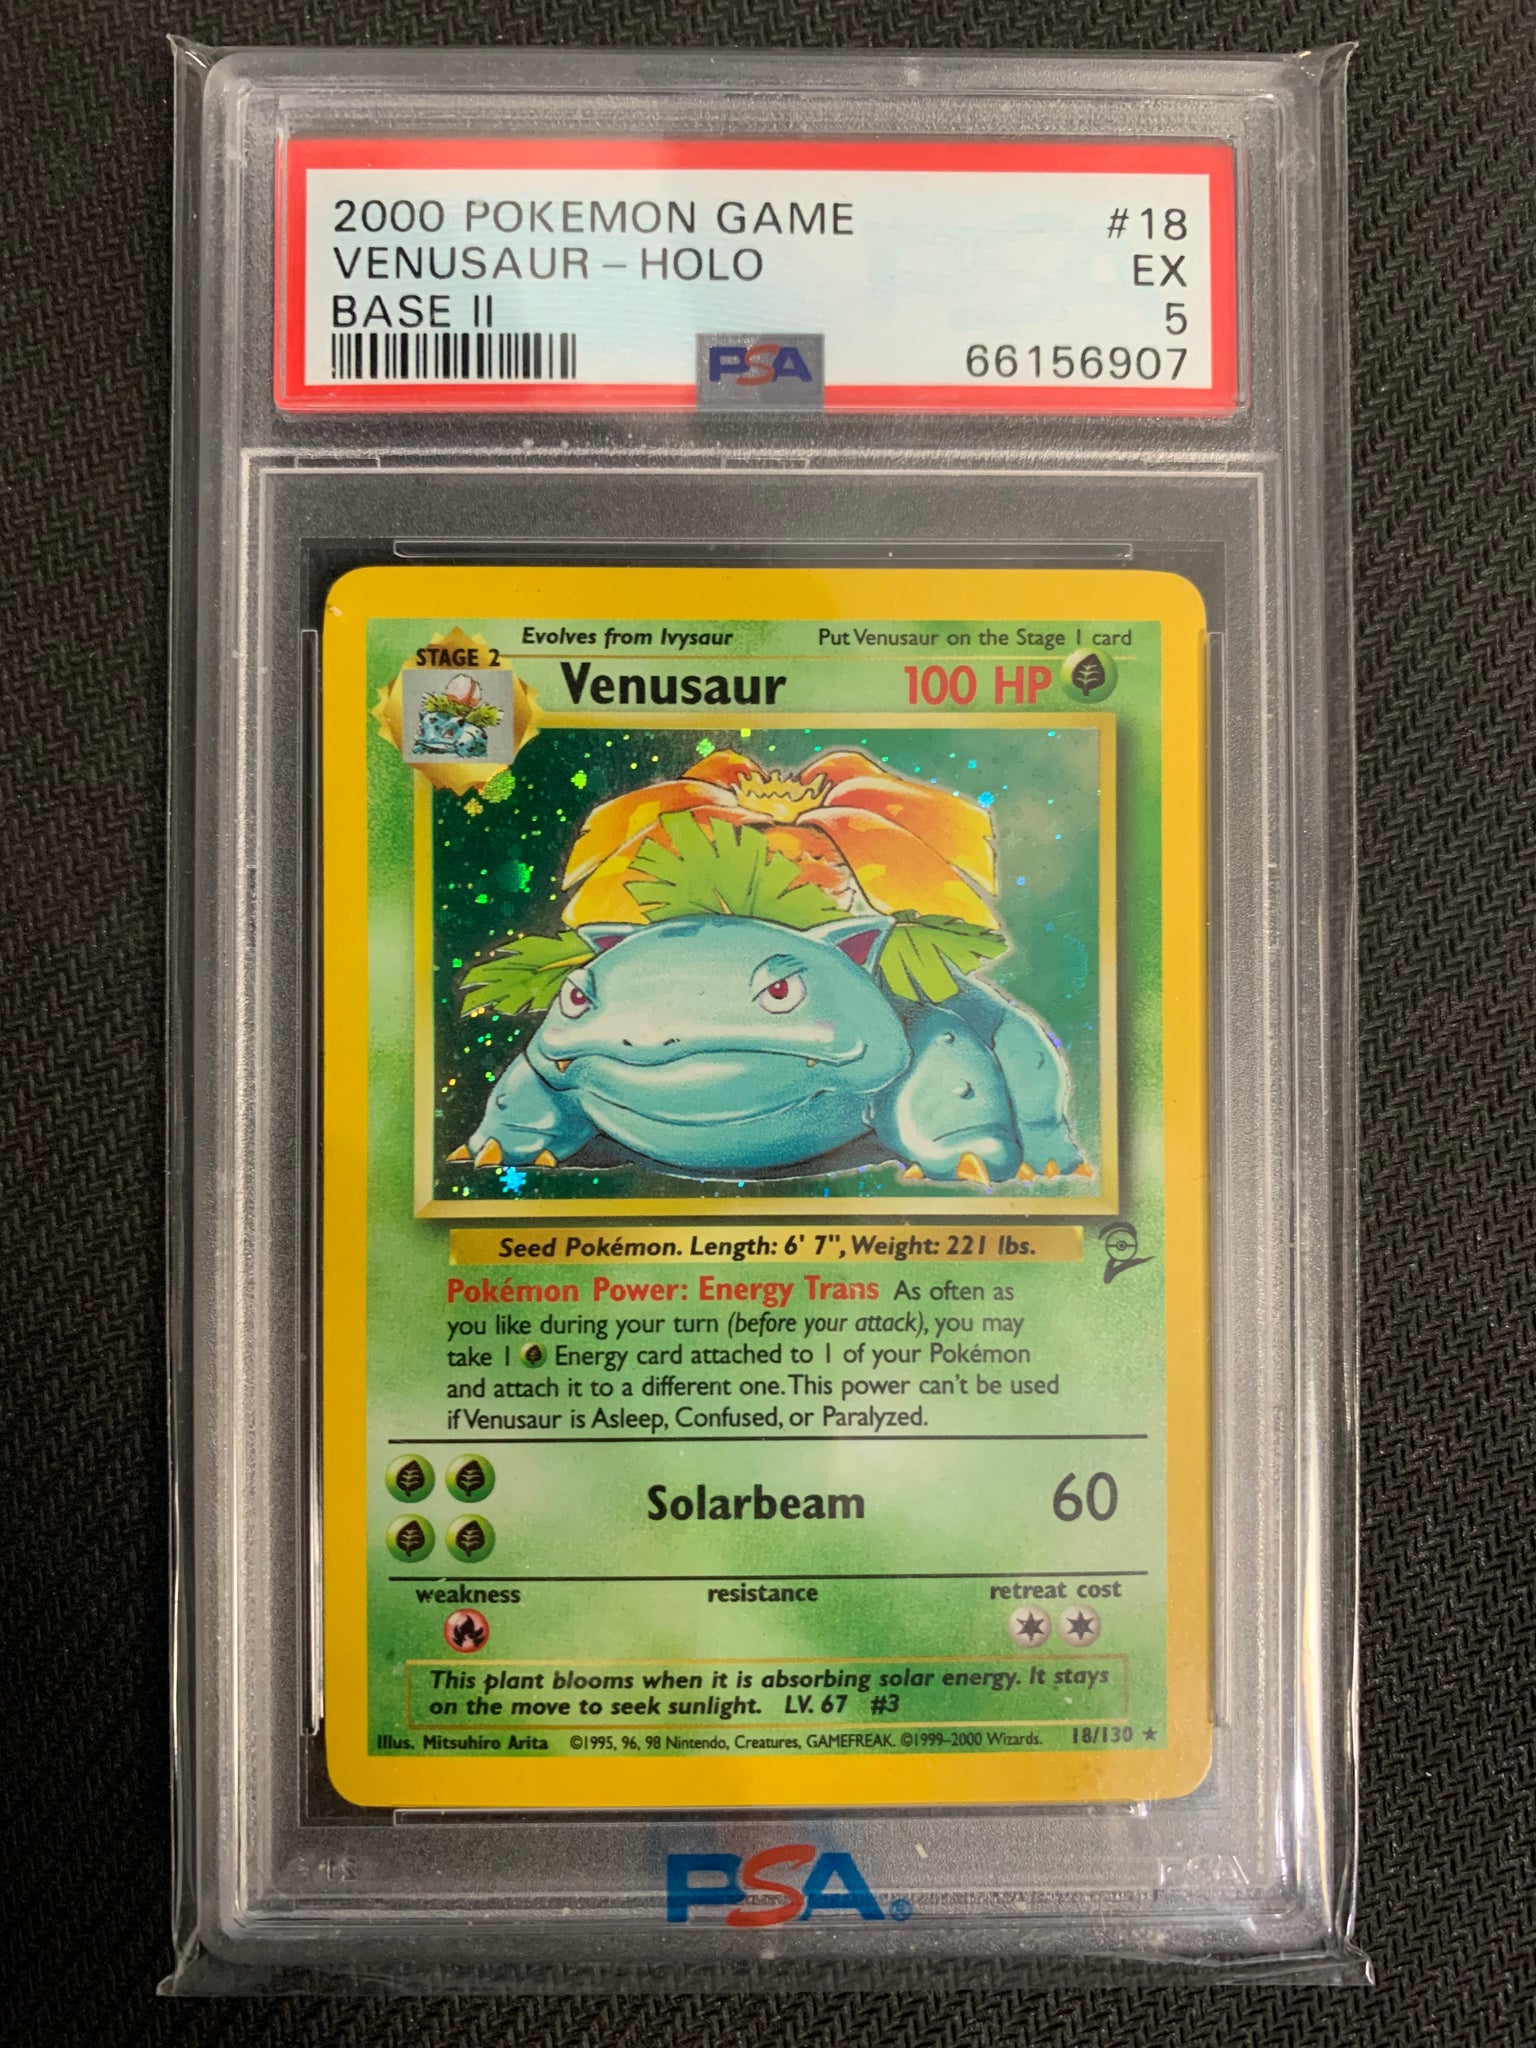 2000 POKEMON GAME #18
VENUSAUR - HOLO EX
BASE II 5
PSA 66156907
Evolves from Ivysaur Put Venusaur on the Stage 1 card
STAGE 2
Venusaur 100 HP
Seed Pokémon. Length: 6' 7", Weight: 221 lbs.
Pokémon Power: Energy Trans As often as
you like during your turn (before your attack), you may
take 1 Energy card attached to 1 of your Pokémon
and attach it to a different one. This power can't be used
if Venusaur is Asleep, Confused, or Paralyzed.
Solarbeam 60
weakness resistance retreat cost
This plant blooms when it is absorbing solar energy. It stays
on the move to seek sunlight. LV. 67 #3
Illus. Mitsuhiro Arita ©1995, 96, 98 Nintendo, Creatures, GAMEFREAK. ©1999-2000 Wizards. 18/130 ★
PSA®